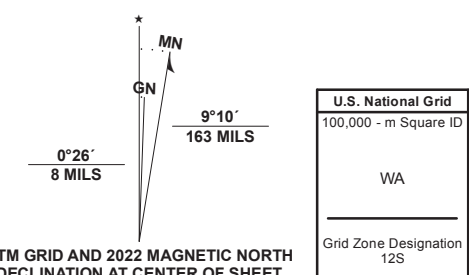 ★
MN
GN
9°10´
163 MILS
0°26´
8 MILS
TM GRID AND 2022 MAGNETIC NORTH
DECLINATION AT CENTER OF SHEET
U.S. National Grid
100,000 - m Square ID
WA
Grid Zone Designation
12S